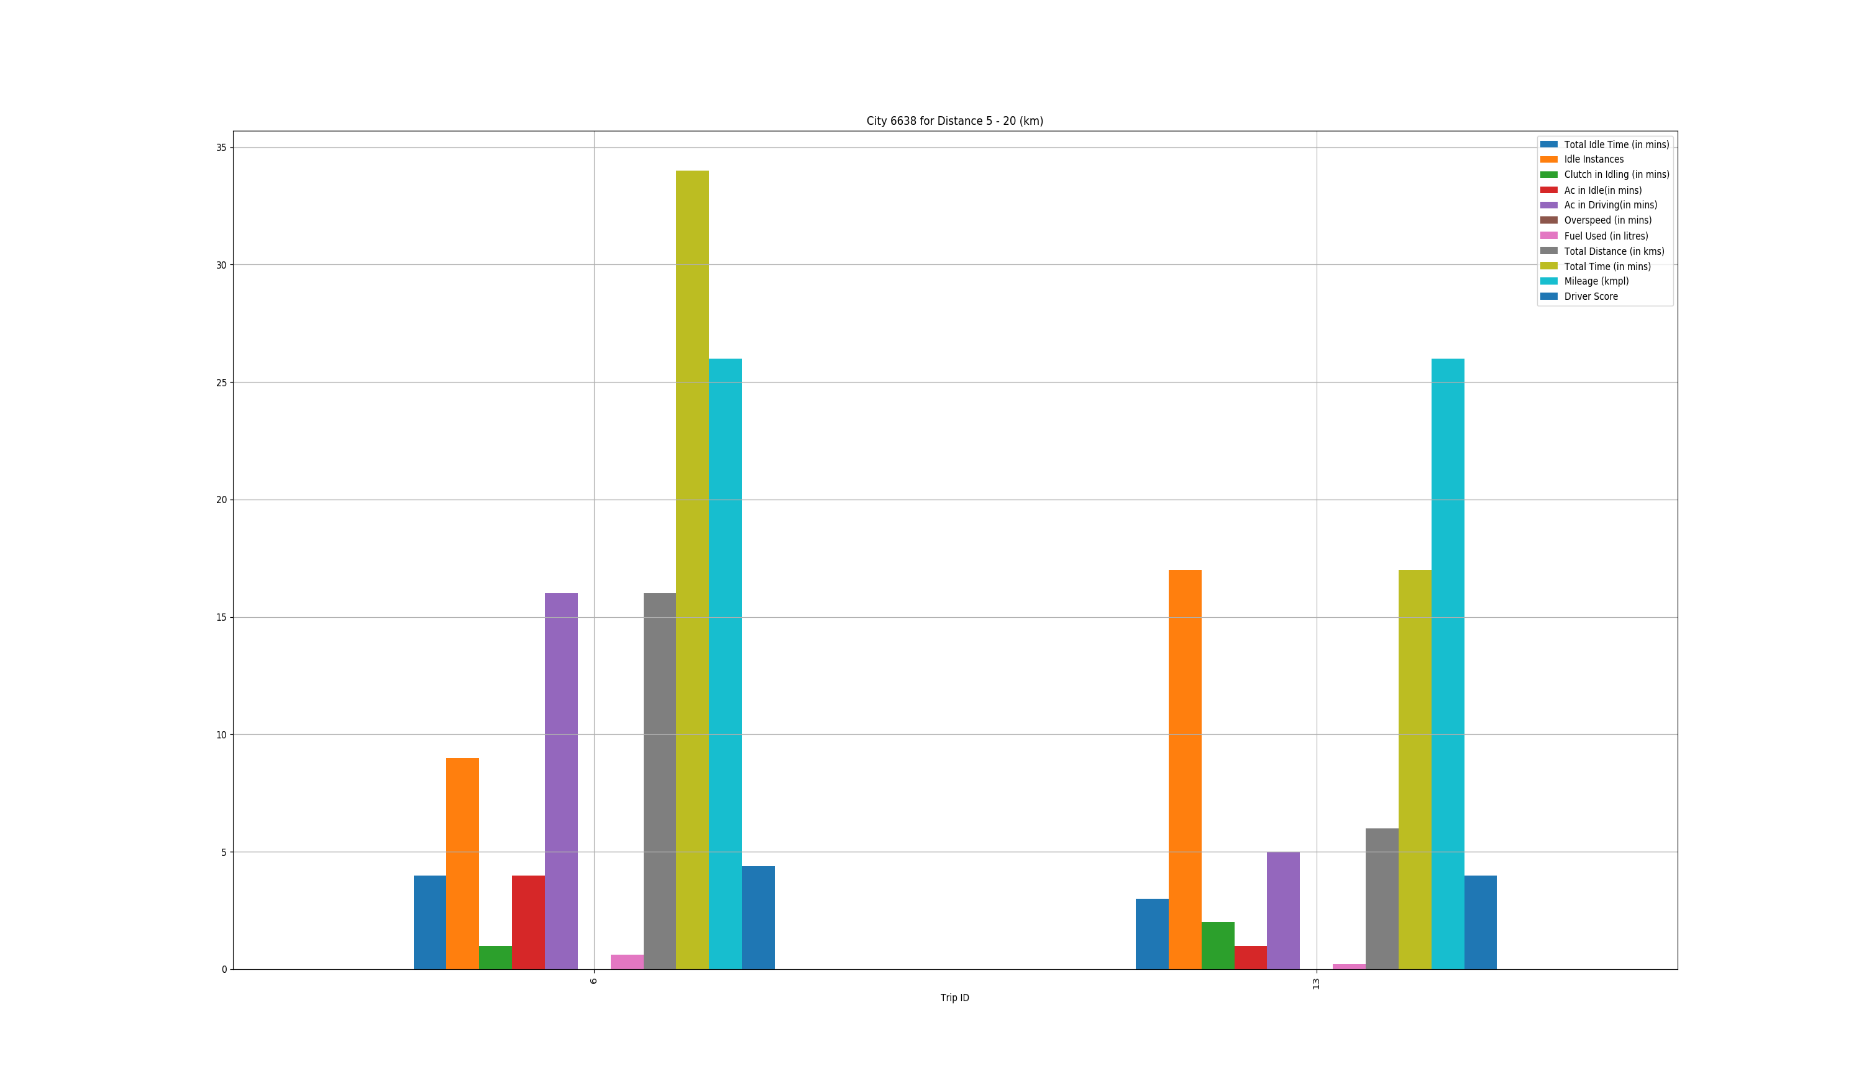 City 6638 for Distance 5 - 20 (km)
35
30
25
20
15
10
5
0
Total Idle Time (in mins)
Idle Instances
Clutch in Idling (in mins)
Ac in Idle(in mins)
Ac in Driving(in mins)
Overspeed (in mins)
Fuel Used (in litres)
Total Distance (in kms)
Total Time (in mins)
Mileage (kmpl)
Driver Score
6
13
Trip ID